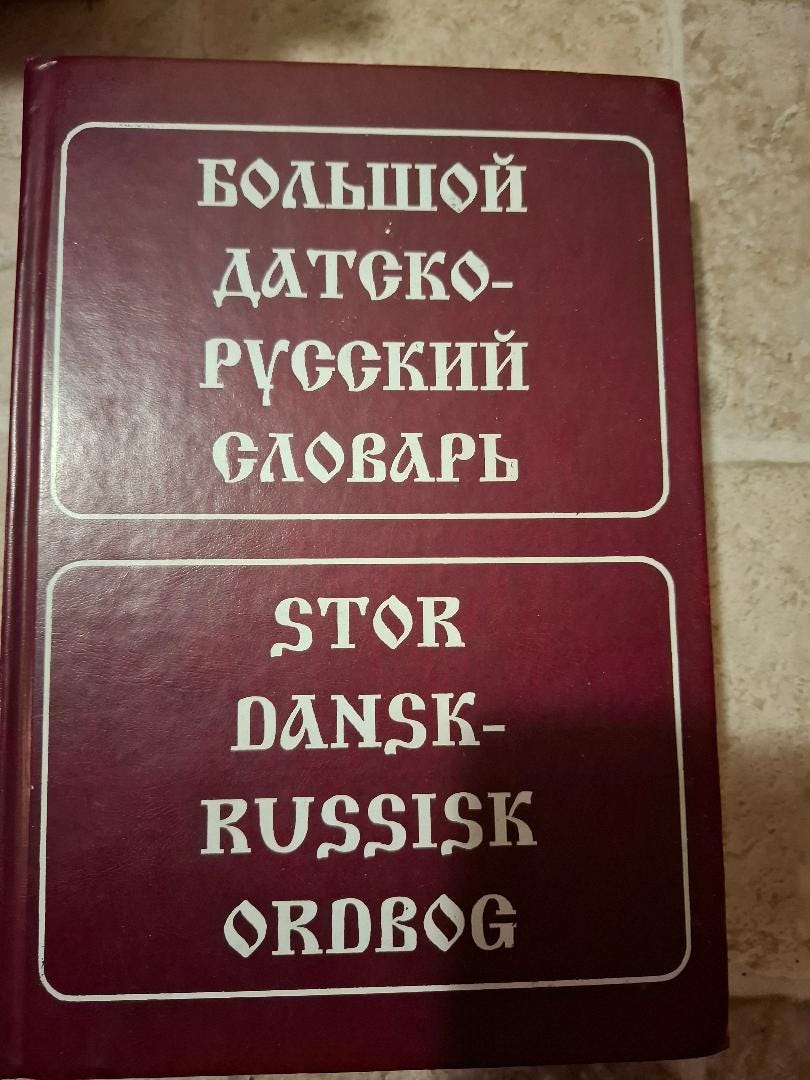 БОЛЬШОЙ
ДАТСКО-
РУССКИЙ
СЛОВАРЬ
STOR
DANSK-
RUSSISK
ORDBOG